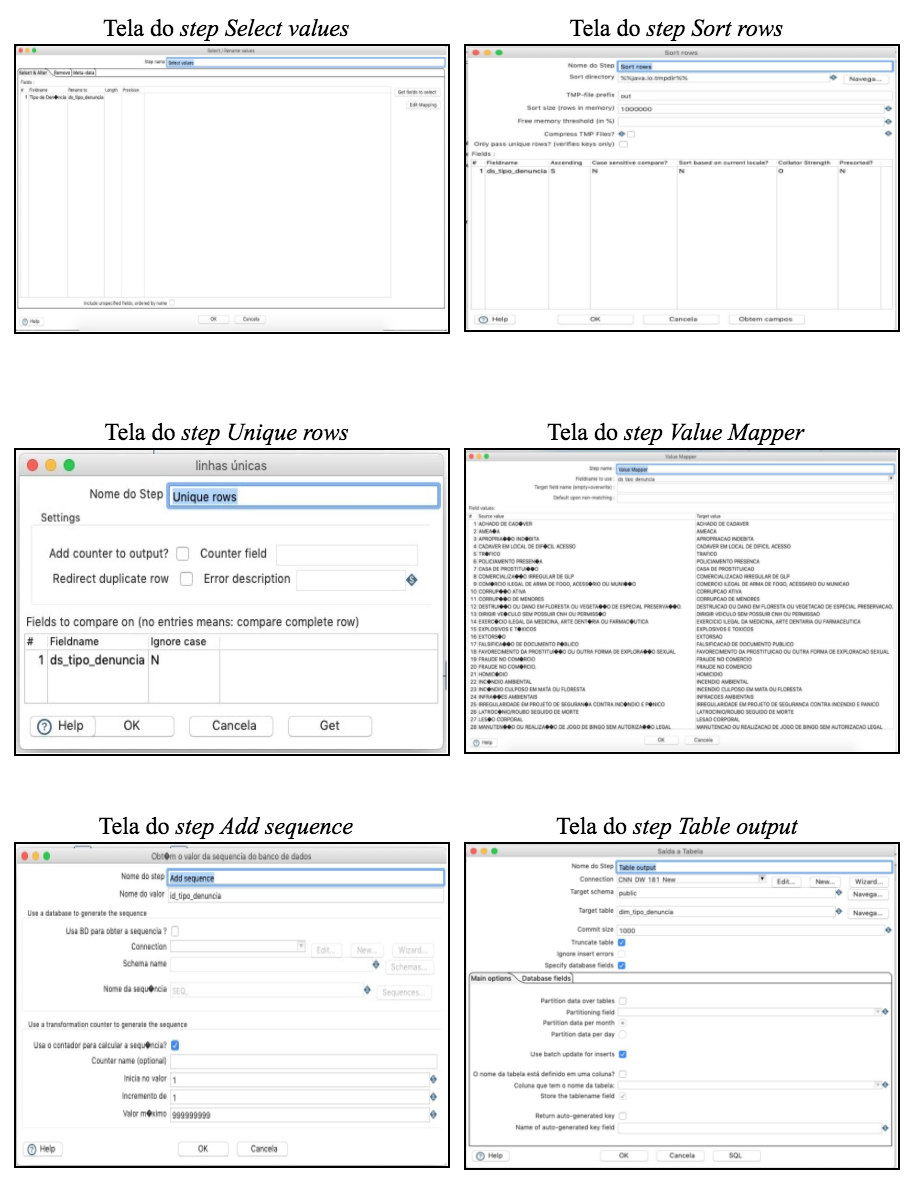 Tela do step Select values
Select / Rename values
Step name Select values
Select & Alter Remove Meta-data
Fields :
# Fieldname Rename to Length Precision
1 Tipo de Den�ncia ds_tipo_denuncia
Get fields to select
Edit Mapping
Include unspecified fields, ordered by name
OK Cancela
Help
Tela do step Sort rows
Sort rows
Nome do Step Sort rows
Sort directory %%java.io.tmpdir%% Navega...
TMP-file prefix out
Sort size (rows in memory) 1000000
Free memory threshold (in %)
Compress TMP Files?
Only pass unique rows? (verifies keys only)
Fields :
# Fieldname Ascending Case sensitive compare? Sort based on current locale? Collator Strength Presorted?
1 ds_tipo_denuncia S N N 0 N
Help OK Cancela Obtem campos
Tela do step Unique rows
linhas únicas
Nome do Step Unique rows
Settings
Add counter to output? Counter field
Redirect duplicate row Error description
Fields to compare on (no entries means: compare complete row)
# Fieldname Ignore case
1 ds_tipo_denuncia N
Help OK Cancela Get
Tela do step Value Mapper
Value Mapper
Step name : Value Mapper
Fieldname to use : ds_tipo_denuncia
Target field name (empty=overwrite) :
Default upon non-matching :
Field values:
# Source value Target value
1 ACHADO DE CAD�VER ACHADO DE CADAVER
2 AMEA�A AMEACA
3 APROPRIA��O IND�BITA APROPRIACAO INDEBITA
4 CADAVER EM LOCAL DE DIF�CIL ACESSO CADAVER EM LOCAL DE DIFICIL ACESSO
5 TR�FICO TRAFICO
6 POLICIAMENTO PRESEN�A POLICIAMENTO PRESENCA
7 CASA DE PROSTITUI��O CASA DE PROSTITUICAO
8 COMERCIALIZA��O IRREGULAR DE GLP COMERCIALIZACAO IRREGULAR DE GLP
9 COM�RCIO ILEGAL DE ARMA DE FOGO, ACESS�RIO OU MUNI��O COMERCIO ILEGAL DE ARMA DE FOGO, ACESSARIO OU MUNICAO
10 CORRUP��O ATIVA CORRUPCAO ATIVA
11 CORRUP��O DE MENORES CORRUPCAO DE MENORES
12 DESTRUI��O OU DANO EM FLORESTA OU VEGETA��O DE ESPECIAL PRESERVA��O. DESTRUICAO OU DANO EM FLORESTA OU VEGETACAO DE ESPECIAL PRESERVACAO.
13 DIRIGIR VE�CULO SEM POSSUIR CNH OU PERMISSAO DIRIGIR VEICULO SEM POSSUIR CNH OU PERMISSAO
14 EXERC�CIO ILEGAL DA MEDICINA, ARTE DENT�RIA OU FARMAC�UTICA EXERCICIO ILEGAL DA MEDICINA, ARTE DENTARIA OU FARMACEUTICA
15 EXPLOSIVOS E T�XICOS EXPLOSIVOS E TOXICOS
16 EXTORS�O EXTORSAO
17 FALSIFICA��O DE DOCUMENTO P�BLICO FALSIFICACAO DE DOCUMENTO PUBLICO
18 FAVORECIMENTO DA PROSTITUI��O OU OUTRA FORMA DE EXPLORA��O SEXUAL FAVORECIMENTO DA PROSTITUICAO OU OUTRA FORMA DE EXPLORACAO SEXUAL
19 FRAUDE NO COM�RCIO FRAUDE NO COMERCIO
20 FRAUDE NO COM�RCIO. FRAUDE NO COMERCIO.
21 HOMIC�DIO HOMICIDIO
22 INC�NDIO AMBIENTAL INCENDIO AMBIENTAL
23 INC�NDIO CULPOSO EM MATA OU FLORESTA INCENDIO CULPOSO EM MATA OU FLORESTA
24 INFRA��ES AMBIENTAIS INFRACOES AMBIENTAIS
25 IRREGULARIDADE EM PROJETO DE SEGURAN�A CONTRA INC�NDIO E P�NICO IRREGULARIDADE EM PROJETO DE SEGURANCA CONTRA INCENDIO E PANICO
26 LATROC�NIO/ROUBO SEGUIDO DE MORTE LATROCINIO/ROUBO SEGUIDO DE MORTE
27 LES�O CORPORAL LESAO CORPORAL
28 MANUTEN��O OU REALIZA��O DE JOGO DE BINGO SEM AUTORIZA��O LEGAL MANUTENCAO OU REALIZACAO DE JOGO DE BINGO SEM AUTORIZACAO LEGAL
Help OK Cancela
Tela do step Add sequence
Obt�m o valor da sequencia do banco de dados
Nome do step Add sequence
Nome do valor id_tipo_denuncia
Use a database to generate the sequence
Usa BD para obter a sequencia ?
Connection Edit... New... Wizard...
Schema name Schemas...
Nome da sequ�ncia SEQ_ Sequences...
Use a transformation counter to generate the sequence
Usa o contador para calcular a sequ�ncia?
Counter name (optional)
Inicia no valor 1
Incremento de 1
Valor m�ximo 999999999
Help OK Cancela
Tela do step Table output
Saída a Tabela
Nome do Step Table output
Connection CNN DW 181 New Edit... New... Wizard...
Target schema public Navega...
Target table dim_tipo_denuncia Navega...
Commit size 1000
Truncate table
Ignore insert errors
Specify database fields
Main options Database fields
Partition data over tables
Partitioning field
Partition data per month
Partition data per day
Use batch update for inserts
O nome da tabela está definido em uma coluna?
Coluna que tem o nome da tabela:
Store the tablename field
Return auto-generated key
Name of auto-generated key field
Help OK Cancela SQL